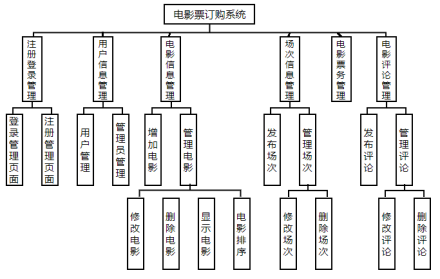 电影票订购系统
注册登录管理
用户信息管理
电影信息管理
场次信息管理
电影票务管理
电影评论管理
登录管理页面
注册管理页面
用户管理
管理员管理
增加电影
管理电影
发布场次
管理场次
发布评论
管理评论
修改电影
删除电影
显示电影
电影排序
修改场次
删除场次
修改评论
删除评论